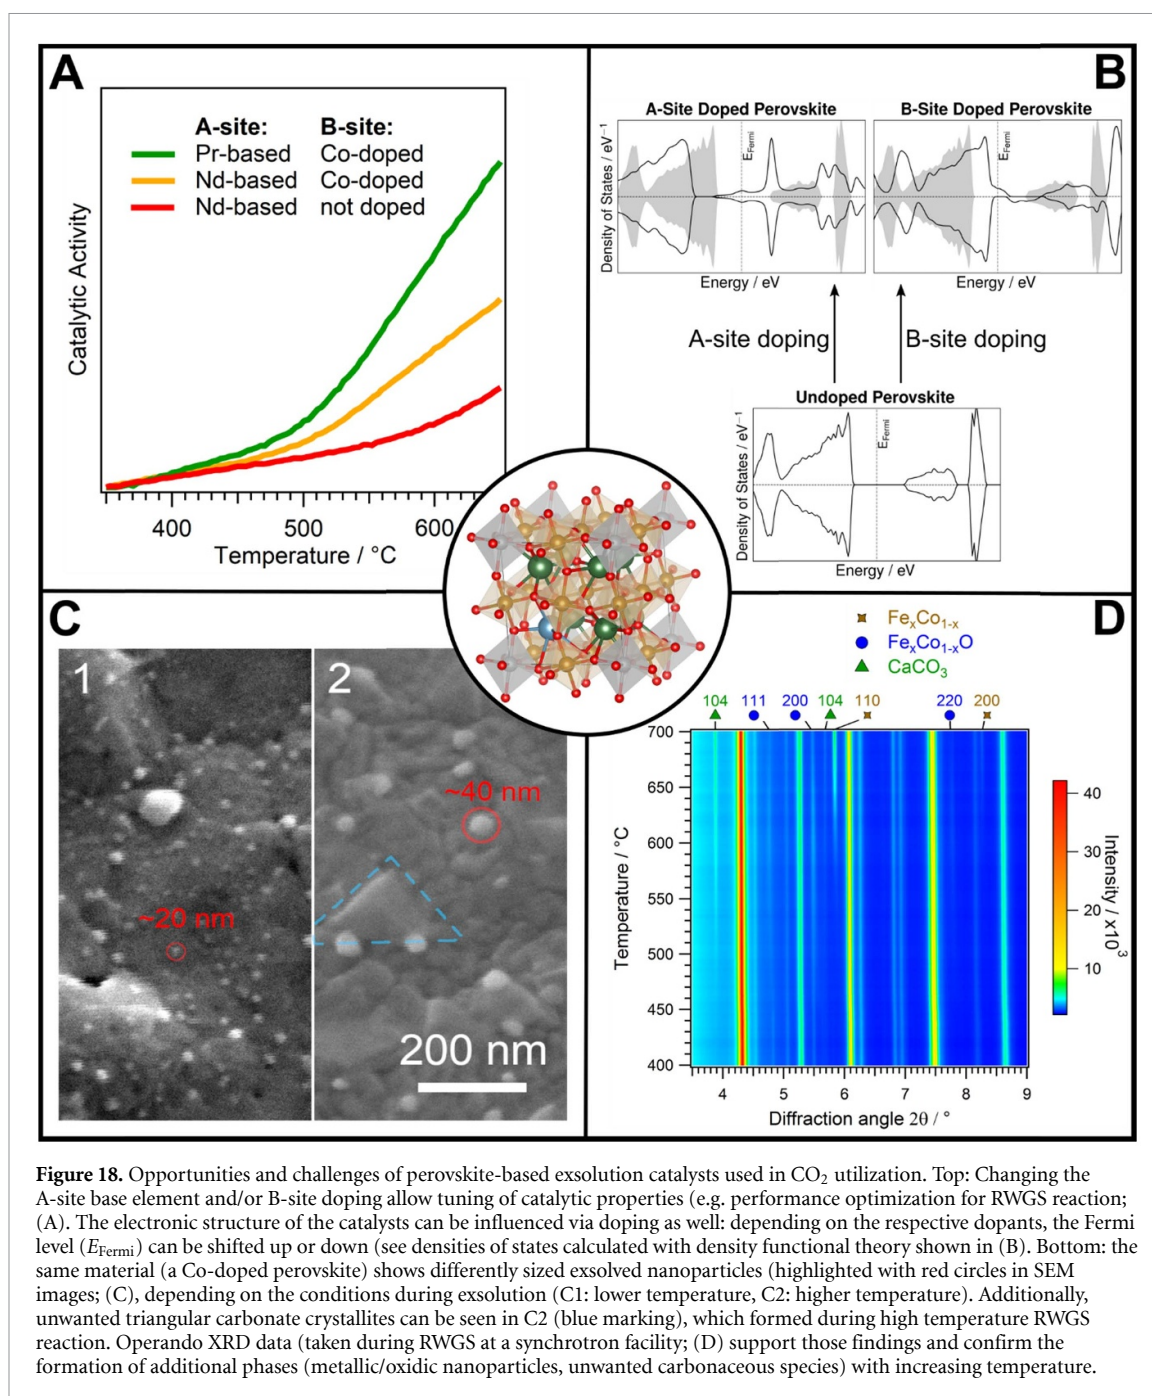 A
A-site: B-site:
Pr-based Co-doped
Nd-based Co-doped
Nd-based not doped
Catalytic Activity
400 500 600
Temperature / °C
B
A-Site Doped Perovskite B-Site Doped Perovskite
Density of States / eV⁻¹
E_Fermi
E_Fermi
Energy / eV Energy / eV
A-site doping B-site doping
Undoped Perovskite
Density of States / eV⁻¹
E_Fermi
Energy / eV
C
1 2
~40 nm
~20 nm
200 nm
D
FeₓCo₁₋ₓ
FeₓCo₁₋ₓO
CaCO₃
104 111 200 104 110 220 200
700
650
600
550
500
450
400
Temperature / °C
4 5 6 7 8 9
Diffraction angle 2θ / °
40
30
20
10
Intensity / x10³
Figure 18. Opportunities and challenges of perovskite-based exsolution catalysts used in CO₂ utilization. Top: Changing the
A-site base element and/or B-site doping allow tuning of catalytic properties (e.g. performance optimization for RWGS reaction;
(A). The electronic structure of the catalysts can be influenced via doping as well: depending on the respective dopants, the Fermi
level (E_Fermi) can be shifted up or down (see densities of states calculated with density functional theory shown in (B). Bottom: the
same material (a Co-doped perovskite) shows differently sized exsolved nanoparticles (highlighted with red circles in SEM
images; (C), depending on the conditions during exsolution (C1: lower temperature, C2: higher temperature). Additionally,
unwanted triangular carbonate crystallites can be seen in C2 (blue marking), which formed during high temperature RWGS
reaction. Operando XRD data (taken during RWGS at a synchrotron facility; (D) support those findings and confirm the
formation of additional phases (metallic/oxidic nanoparticles, unwanted carbonaceous species) with increasing temperature.